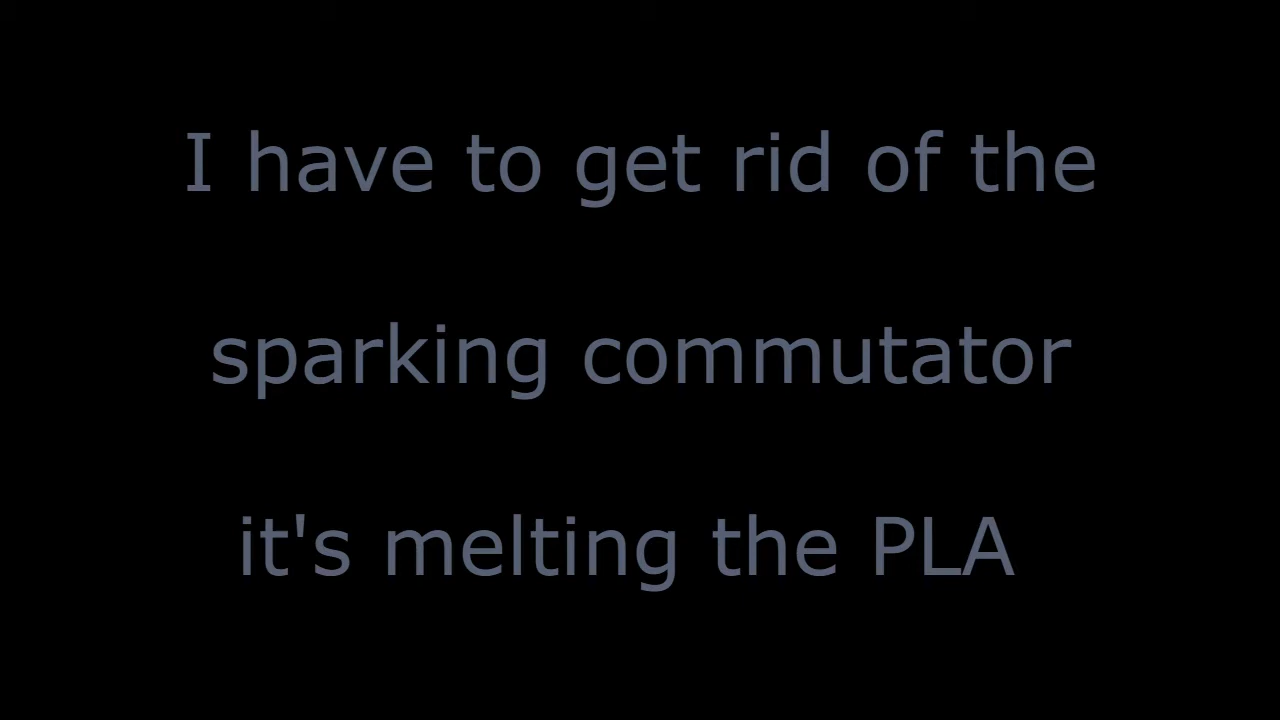 I have to get rid of the
sparking commutator
it's melting the PLA